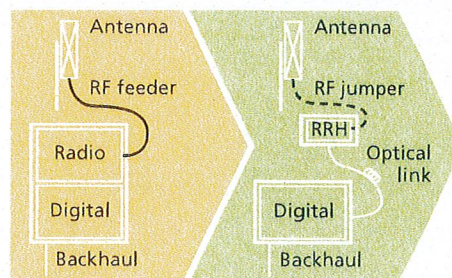 Antenna
RF feeder
Radio
Digital
Backhaul
Antenna
RF jumper
RRH
Optical
link
Digital
Backhaul